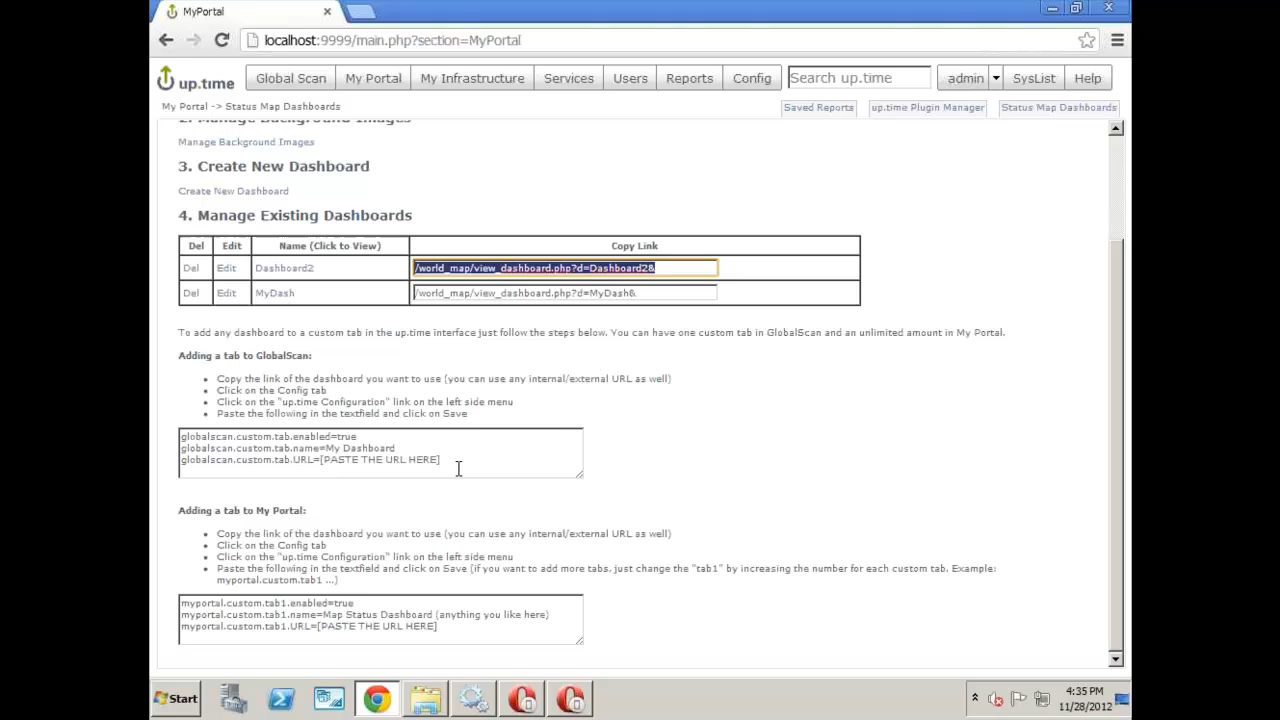 MyPortal
localhost:9999/main.php?section=MyPortal
up.time
Global Scan My Portal My Infrastructure Services Users Reports Config Search up.time admin SysList Help
My Portal -> Status Map Dashboards
Saved Reports up.time Plugin Manager Status Map Dashboards
2. Manage Background Images
Manage Background Images
3. Create New Dashboard
Create New Dashboard
4. Manage Existing Dashboards
Del Edit Name (Click to View) Copy Link
Del Edit Dashboard2 /world_map/view_dashboard.php?d=Dashboard2&
Del Edit MyDash /world_map/view_dashboard.php?d=MyDash&
To add any dashboard to a custom tab in the up.time interface just follow the steps below. You can have one custom tab in GlobalScan and an unlimited amount in My Portal.
Adding a tab to GlobalScan:
• Copy the link of the dashboard you want to use (you can use any internal/external URL as well)
• Click on the Config tab
• Click on the "up.time Configuration" link on the left side menu
• Paste the following in the textfield and click on Save
globalscan.custom.tab.enabled=true
globalscan.custom.tab.name=My Dashboard
globalscan.custom.tab.URL=[PASTE THE URL HERE]
Adding a tab to My Portal:
• Copy the link of the dashboard you want to use (you can use any internal/external URL as well)
• Click on the Config tab
• Click on the "up.time Configuration" link on the left side menu
• Paste the following in the textfield and click on Save (if you want to add more tabs, just change the "tab1" by increasing the number for each custom tab. Example:
myportal.custom.tab1 ...)
myportal.custom.tab1.enabled=true
myportal.custom.tab1.name=Map Status Dashboard (anything you like here)
myportal.custom.tab1.URL=[PASTE THE URL HERE]
Start
4:35 PM
11/28/2012